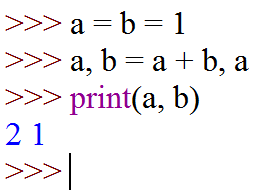 >>> a = b = 1
>>> a, b = a + b, a
>>> print(a, b)
2 1
>>>